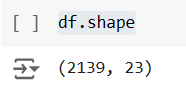 [ ] df.shape
(2139, 23)